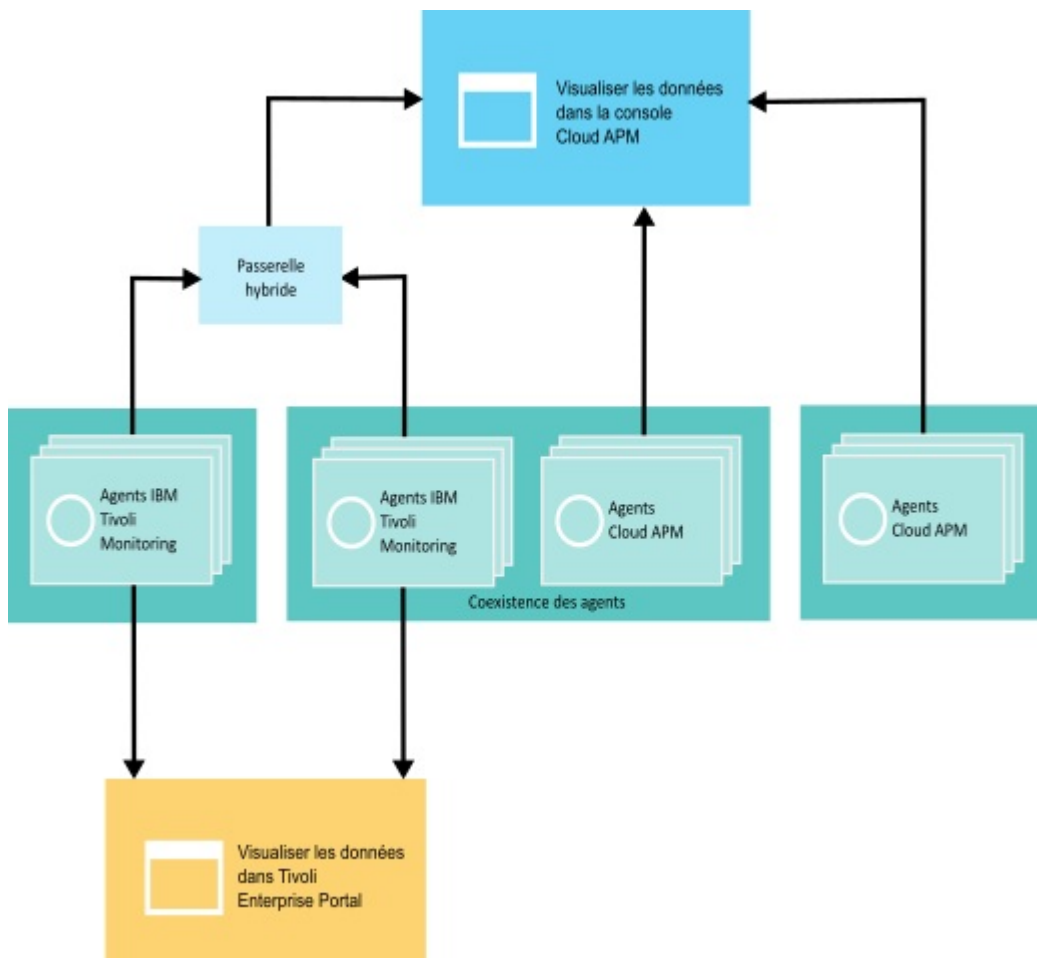 Visualiser les données
dans la console
Cloud APM
Passerelle
hybride
Agents IBM
Tivoli
Monitoring
Agents IBM
Tivoli
Monitoring
Agents
Cloud APM
Agents
Cloud APM
Coexistence des agents
Visualiser les données
dans Tivoli
Enterprise Portal